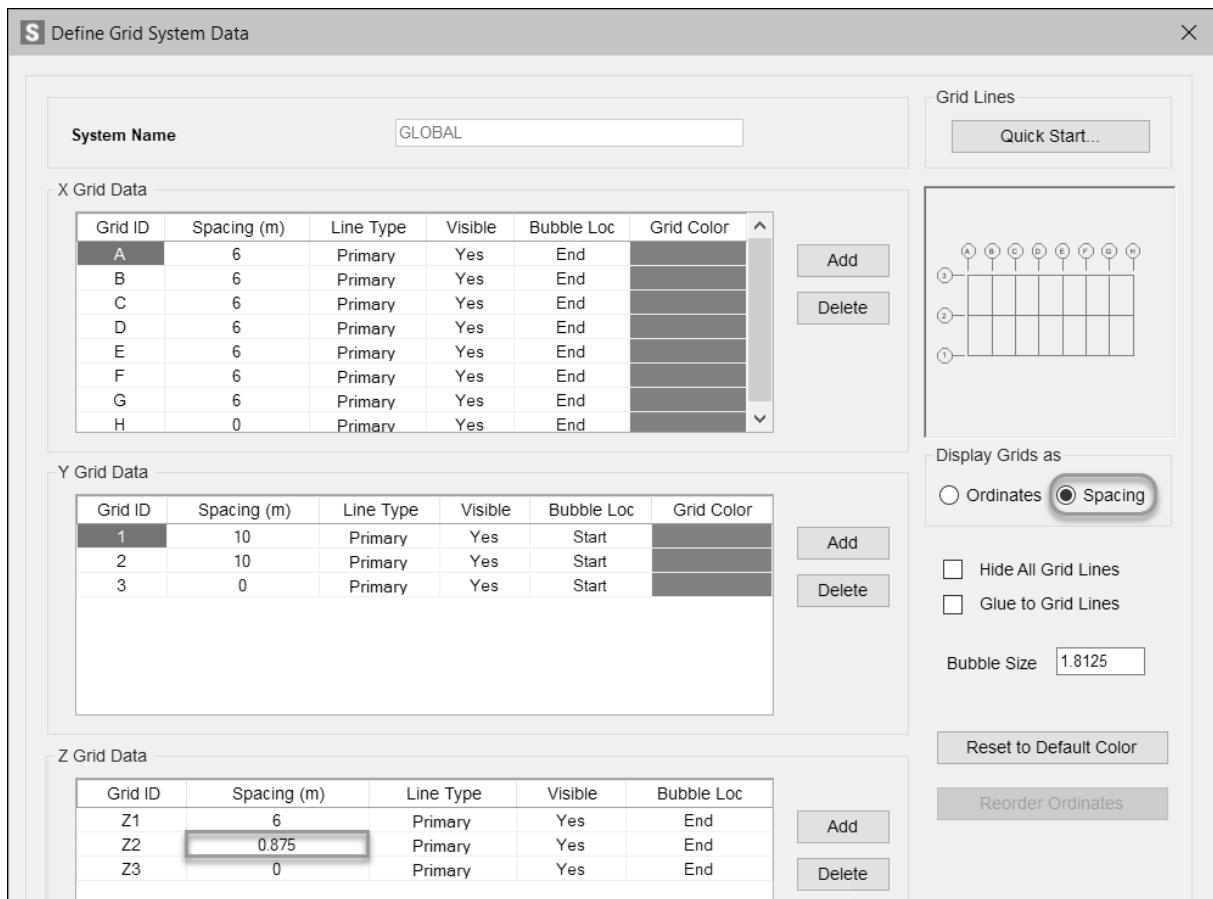 S Define Grid System Data
System Name GLOBAL
X Grid Data
Grid ID Spacing (m) Line Type Visible Bubble Loc Grid Color
A 6 Primary Yes End
B 6 Primary Yes End
C 6 Primary Yes End
D 6 Primary Yes End
E 6 Primary Yes End
F 6 Primary Yes End
G 6 Primary Yes End
H 0 Primary Yes End
Add
Delete
Y Grid Data
Grid ID Spacing (m) Line Type Visible Bubble Loc Grid Color
1 10 Primary Yes Start
2 10 Primary Yes Start
3 0 Primary Yes Start
Add
Delete
Z Grid Data
Grid ID Spacing (m) Line Type Visible Bubble Loc
Z1 6 Primary Yes End
Z2 0.875 Primary Yes End
Z3 0 Primary Yes End
Add
Delete
Grid Lines
Quick Start...
A B C D E F G H
3
2
1
Display Grids as
Ordinates Spacing
Hide All Grid Lines
Glue to Grid Lines
Bubble Size 1.8125
Reset to Default Color
Reorder Ordinates